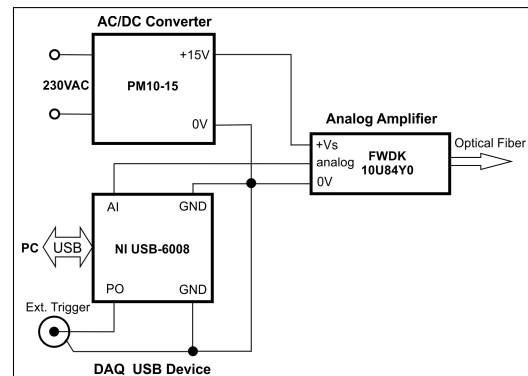 AC/DC Converter
+15V
230VAC
PM10-15
0V
Analog Amplifier
+Vs
analog
0V
FWDK
10U84Y0
Optical Fiber
AI
GND
PC
USB
NI USB-6008
PO
GND
Ext. Trigger
DAQ USB Device